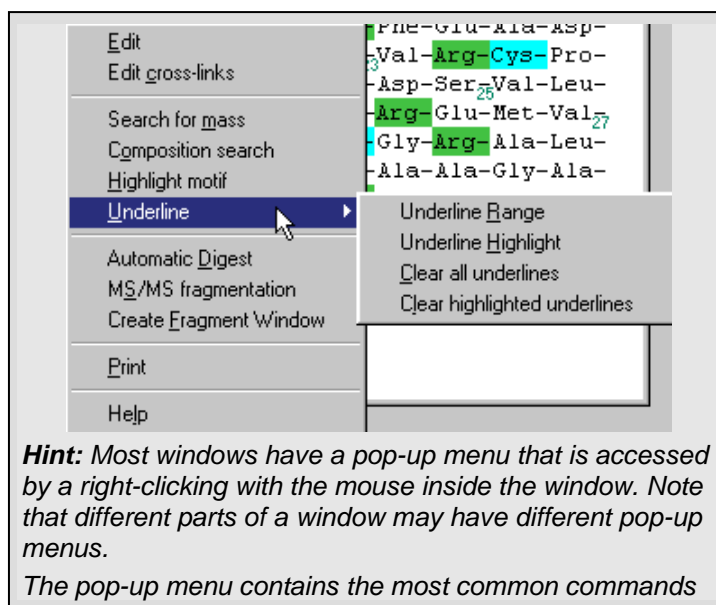 Phe-Glu-Ala-Asp-
Val-Arg-Cys-Pro-
-Asp-Ser-Val-Leu-
25
-Arg-Glu-Met-Val-
27
-Gly-Arg-Ala-Leu-
-Ala-Ala-Gly-Ala-
Edit
Edit cross-links
Search for mass
Composition search
Highlight motif
Underline
Automatic Digest
MS/MS fragmentation
Create Fragment Window
Print
Help
Underline Range
Underline Highlight
Clear all underlines
Clear highlighted underlines
Hint: Most windows have a pop-up menu that is accessed
by a right-clicking with the mouse inside the window. Note
that different parts of a window may have different pop-up
menus.
The pop-up menu contains the most common commands